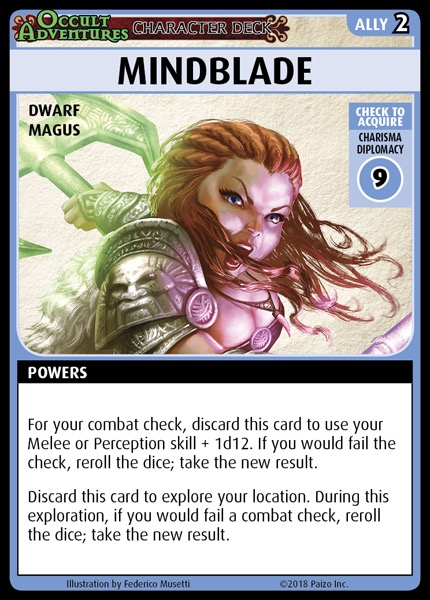 OCCULT
ADVENTURES CHARACTER DECK
ALLY 2
MINDBLADE
DWARF
MAGUS
CHECK TO
ACQUIRE
CHARISMA
DIPLOMACY
9
POWERS
For your combat check, discard this card to use your
Melee or Perception skill + 1d12. If you would fail the
check, reroll the dice; take the new result.
Discard this card to explore your location. During this
exploration, if you would fail a combat check, reroll
the dice; take the new result.
Illustration by Federico Musetti
©2018 Paizo Inc.